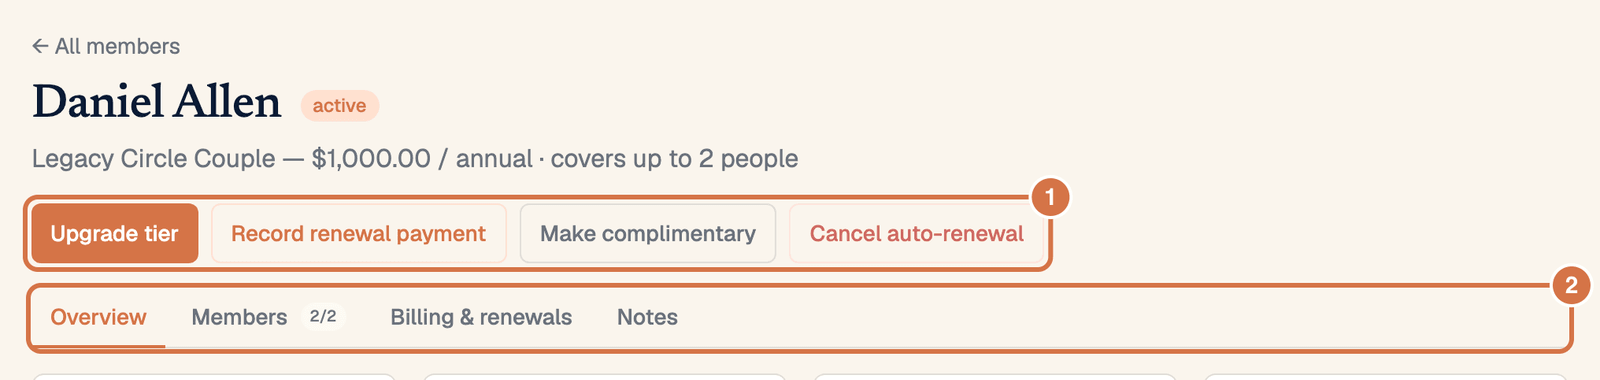 ← All members
Daniel Allen active
Legacy Circle Couple — $1,000.00 / annual · covers up to 2 people
1
Upgrade tier Record renewal payment Make complimentary Cancel auto-renewal
2
Overview Members 2/2 Billing & renewals Notes